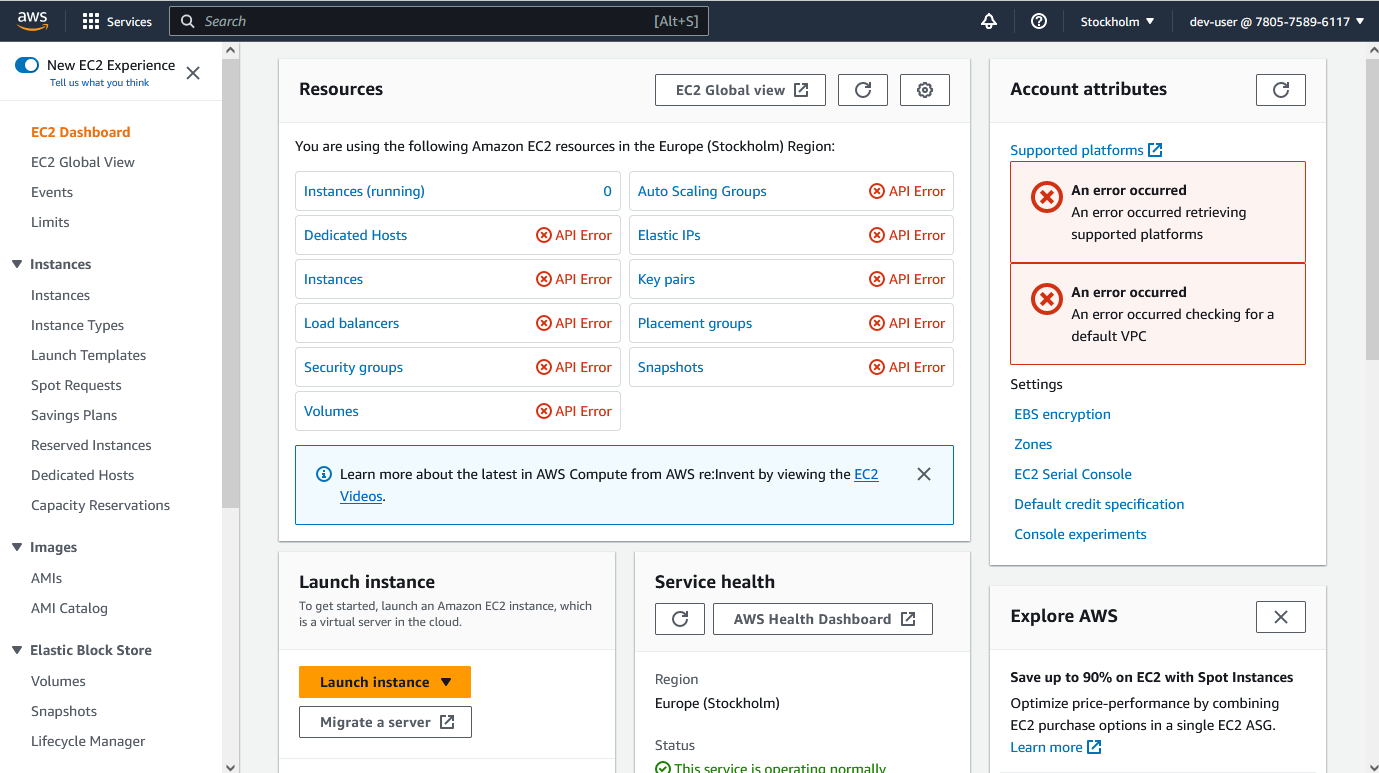 aws
Services
Search
[Alt+S]
Stockholm
dev-user @ 7805-7589-6117
New EC2 Experience
Tell us what you think
EC2 Dashboard
EC2 Global View
Events
Limits
Instances
Instances
Instance Types
Launch Templates
Spot Requests
Savings Plans
Reserved Instances
Dedicated Hosts
Capacity Reservations
Images
AMIs
AMI Catalog
Elastic Block Store
Volumes
Snapshots
Lifecycle Manager
Resources
EC2 Global view
You are using the following Amazon EC2 resources in the Europe (Stockholm) Region:
Instances (running) 0
Auto Scaling Groups API Error
Dedicated Hosts API Error
Elastic IPs API Error
Instances API Error
Key pairs API Error
Load balancers API Error
Placement groups API Error
Security groups API Error
Snapshots API Error
Volumes API Error
Learn more about the latest in AWS Compute from AWS re:Invent by viewing the EC2
Videos.
Launch instance
To get started, launch an Amazon EC2 instance, which
is a virtual server in the cloud.
Launch instance
Migrate a server
Service health
AWS Health Dashboard
Region
Europe (Stockholm)
Status
This service is operating normally
Account attributes
Supported platforms
An error occurred
An error occurred retrieving
supported platforms
An error occurred
An error occurred checking for a
default VPC
Settings
EBS encryption
Zones
EC2 Serial Console
Default credit specification
Console experiments
Explore AWS
Save up to 90% on EC2 with Spot Instances
Optimize price-performance by combining
EC2 purchase options in a single EC2 ASG.
Learn more